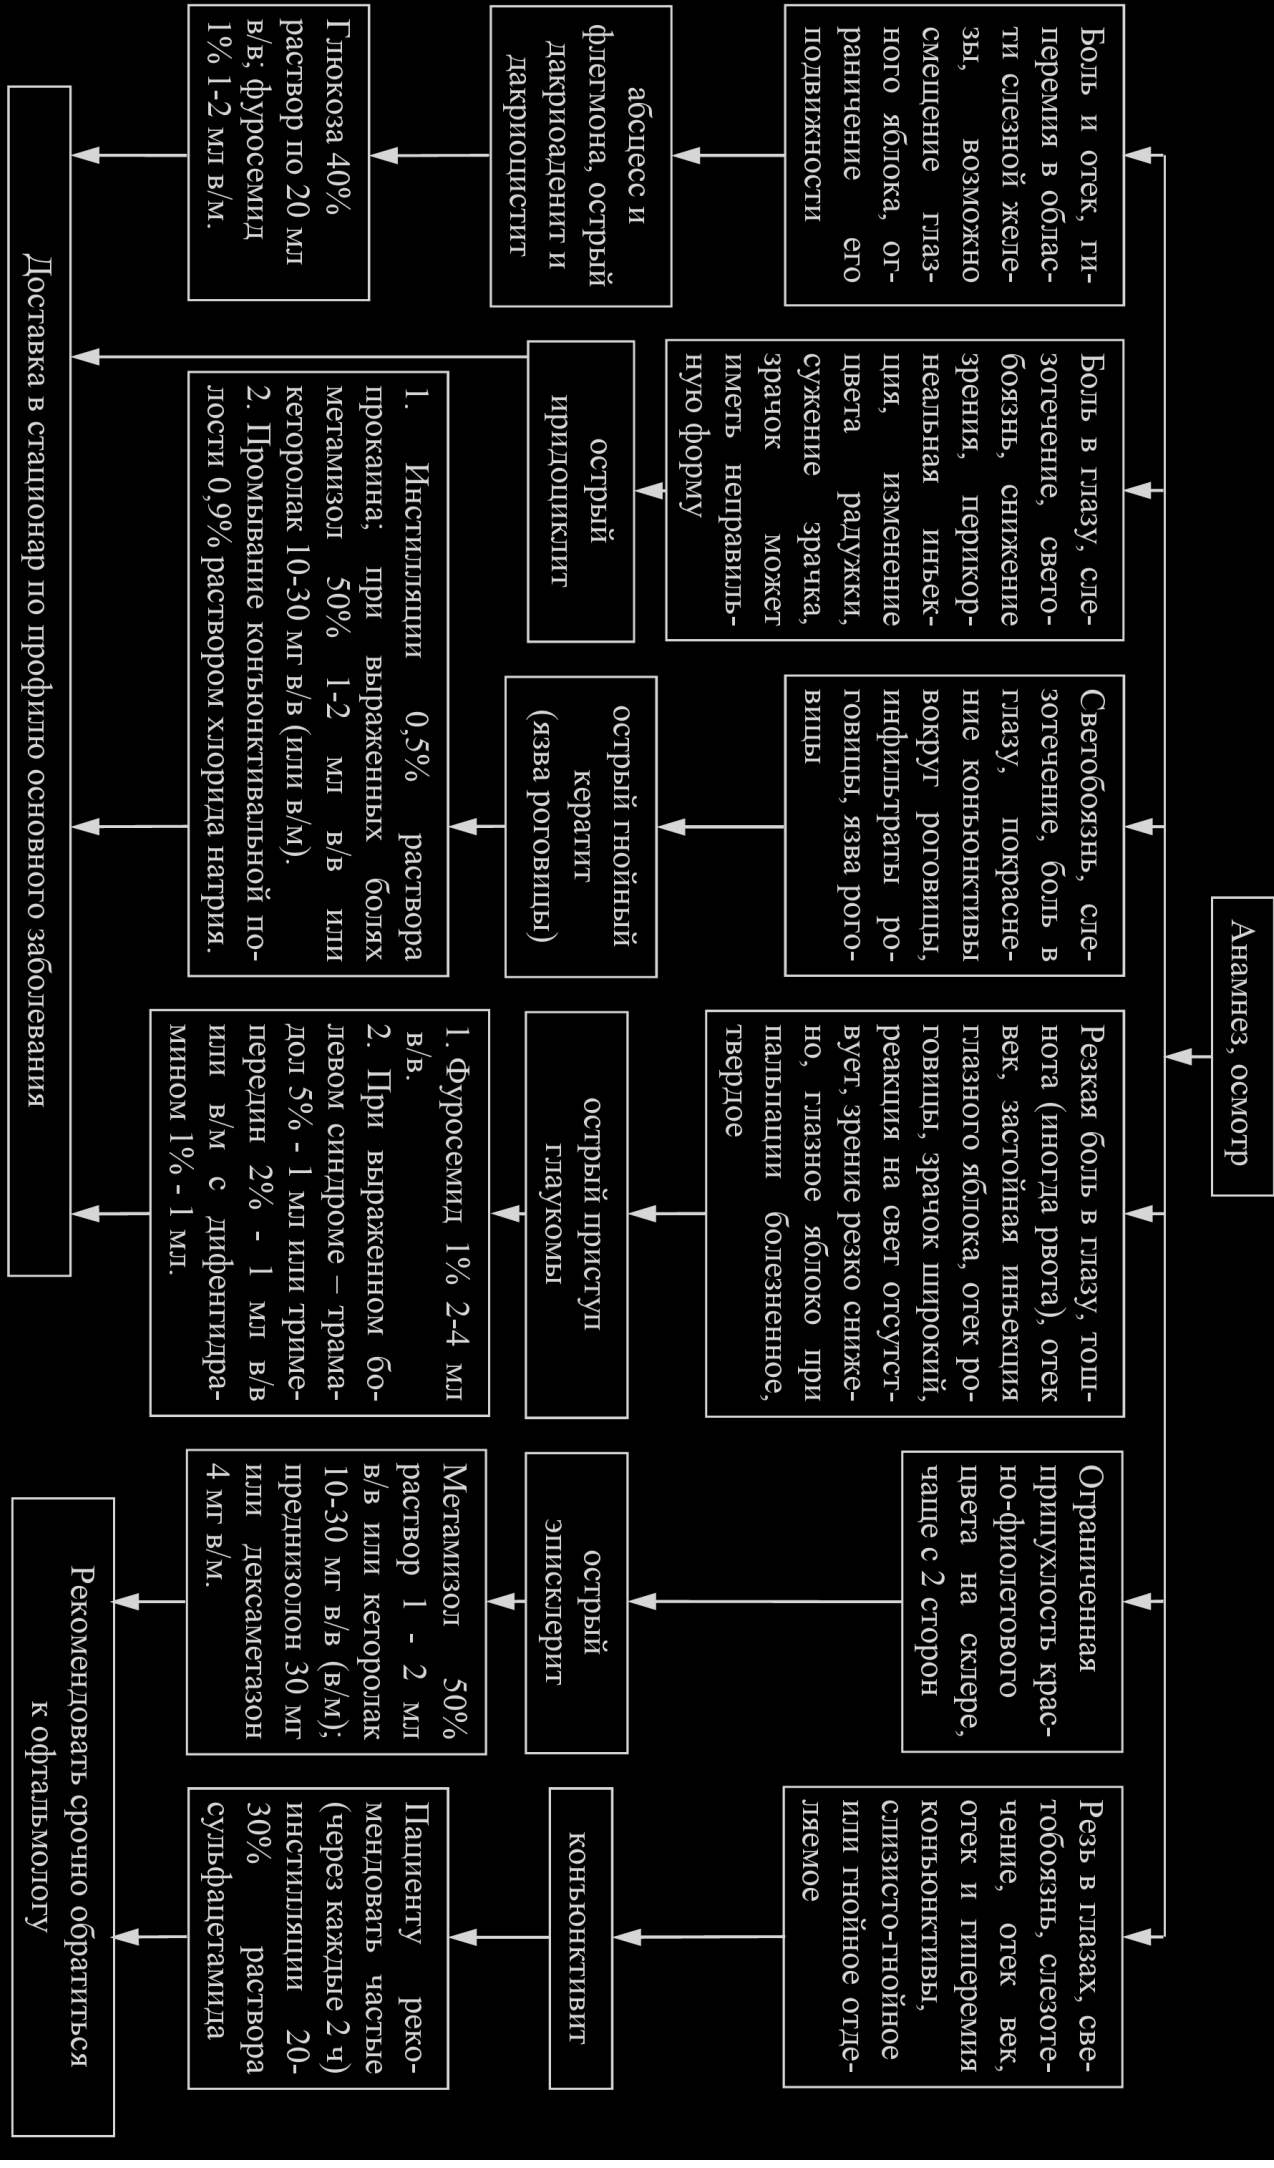 Анамнез, осмотр
Боль и отек, ги-
перемия в облас-
ти слезной желе-
зы, возможно
смещение глаз-
ного яблока, ог-
раничение его
подвижности
Боль в глазу, сле-
зотечение, свето-
боязнь, снижение
зрения, перикор-
неальная инъек-
ция, изменение
цвета радужки,
сужение зрачка,
зрачок может
иметь неправиль-
ную форму
Светобоязнь, сле-
зотечение, боль в
глазу, покрасне-
ние конъюнктивы
вокруг роговицы,
инфильтраты ро-
говицы, язва рого-
вицы
Резкая боль в глазу, тош-
нота (иногда рвота), отек
век, застойная инъекция
глазного яблока, отек ро-
говицы, зрачок широкий,
реакция на свет отсутст-
вует, зрение резко сниже-
но, глазное яблоко при
пальпации болезненное,
твердое
Ограниченная
припухлость крас-
но-фиолетового
цвета на склере,
чаще с 2 сторон
Резь в глазах, све-
тобоязнь, слезоте-
чение, отек век,
отек и гиперемия
конъюнктивы,
слизисто-гнойное
или гнойное отде-
ляемое
абсцесс и
флегмона, острый
дакриоаденит и
дакриоцистит
острый
иридоциклит
острый гнойный
кератит
(язва роговицы)
острый приступ
глаукомы
острый
эписклерит
конъюнктивит
Глюкоза 40%
раствор по 20 мл
в/в; фуросемид
1% 1-2 мл в/м.
1. Инстилляции 0,5% раствора
прокаина; при выраженных болях
метамизол 50% 1-2 мл в/в или
кеторолак 10-30 мг в/в (или в/м).
2. Промывание конъюнктивальной по-
лости 0,9% раствором хлорида натрия.
1. Фуросемид 1% 2-4 мл
в/в.
2. При выраженном бо-
левом синдроме – трама-
дол 5% - 1 мл или триме-
передин 2% - 1 мл в/в
или в/м с дифенгидра-
мином 1% - 1 мл.
Метамизол 50%
раствор 1 - 2 мл
в/в или кеторолак
10-30 мг в/в (в/м);
преднизолон 30 мг
или дексаметазон
4 мг в/м.
Пациенту реко-
мендовать частые
(через каждые 2 ч)
инстилляции 20-
30% раствора
сульфацетамида
Доставка в стационар по профилю основного заболевания
Рекомендовать срочно обратиться
к офтальмологу